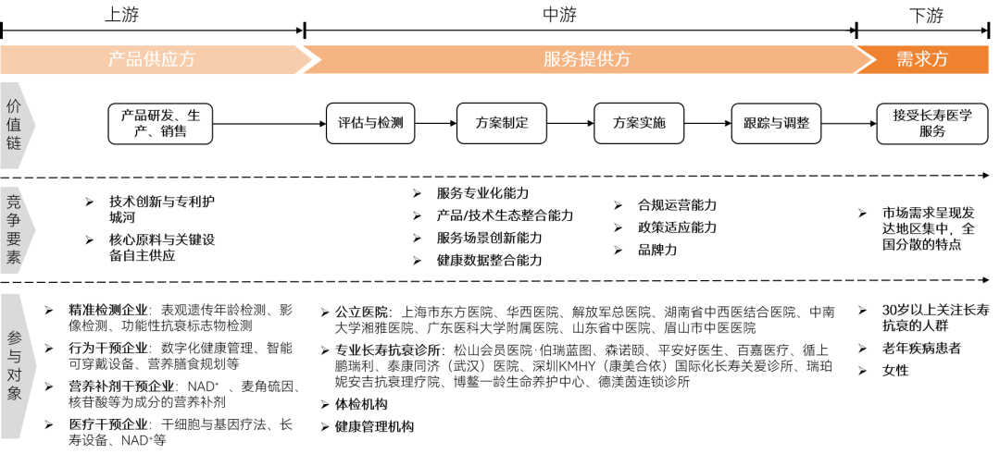 上游
中游
下游
产品供应方
服务提供方
需求方
价
值
链
产品研发、生
产、销售
评估与检测
方案制定
方案实施
跟踪与调整
接受长寿医学
服务
竞
争
要
素
技术创新与专利护
城河
核心原料与关键设
备自主供应
服务专业化能力
产品/技术生态整合能力
服务场景创新能力
健康数据整合能力
合规运营能力
政策适应能力
品牌力
市场需求呈现发
达地区集中，全
国分散的特点
参
与
对
象
精准检测企业：表观遗传年龄检测、影
像检测、功能性抗衰标志物检测
行为干预企业：数字化健康管理、智能
可穿戴设备、营养膳食规划等
营养补剂干预企业：NAD⁺ 、麦角硫因、
核苷酸等为成分的营养补剂
医疗干预企业：干细胞与基因疗法、长
寿设备、NAD⁺等
公立医院：上海市东方医院、华西医院、解放军总医院、湖南省中西医结合医院、中南
大学湘雅医院、广东医科大学附属医院、山东省中医院、眉山市中医医院
专业长寿抗衰诊所：松山会员医院·伯瑞蓝图、森诺颐、平安好医生、百嘉医疗、循上
鹏瑞利、泰康同济（武汉）医院、深圳KMHY（康美合依）国际化长寿关爱诊所、瑞珀
妮安吉抗衰理疗院、博鳌一龄生命养护中心、德渼茵连锁诊所
体检机构
健康管理机构
30岁以上关注长寿
抗衰的人群
老年疾病患者
女性